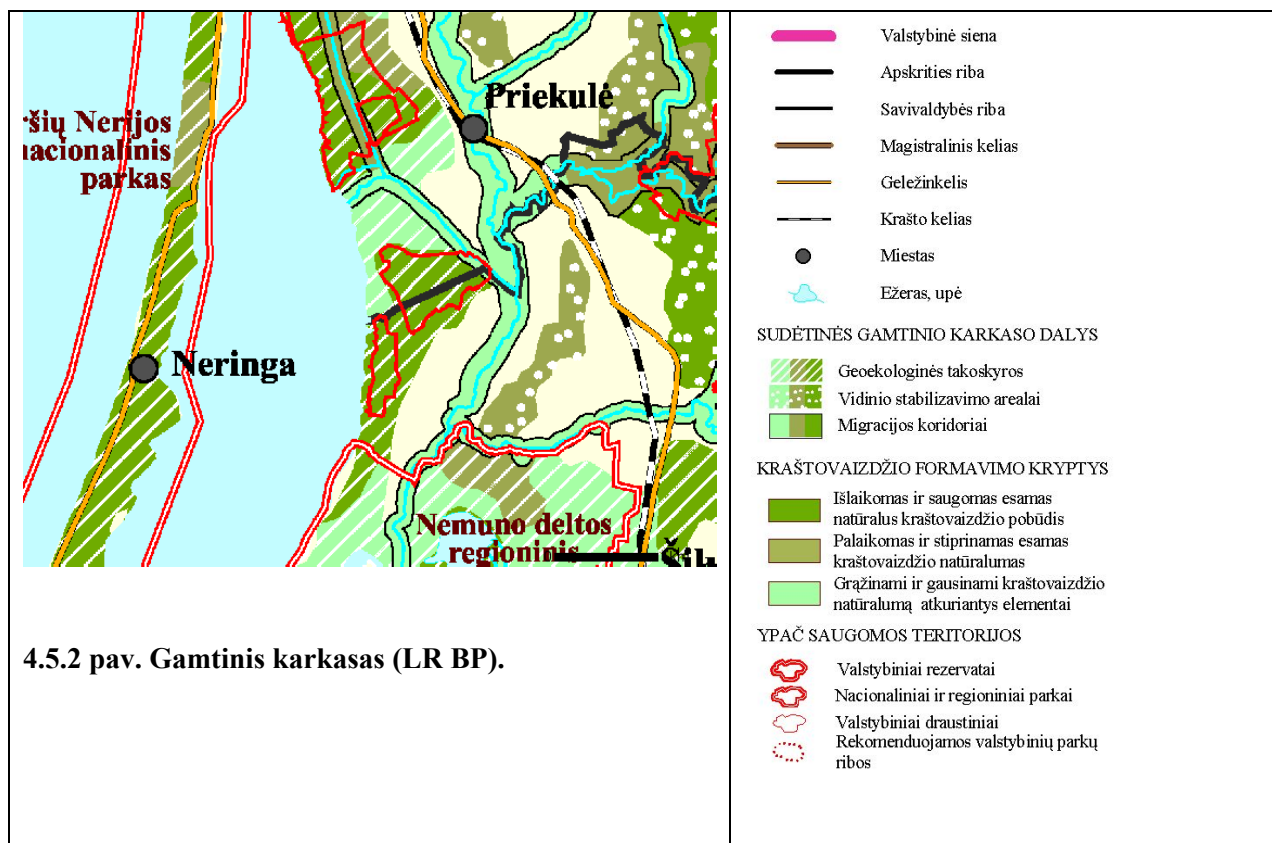 Priekulė
ršių Nerijos
nacionalinis
parkas
Neringa
Nemuno deltos
regioninis
4.5.2 pav. Gamtinis karkasas (LR BP).
Valstybinė siena
Apskrities riba
Savivaldybės riba
Magistralinis kelias
Geležinkelis
Krašto kelias
Miestas
Ežeras, upė
SUDĖTINĖS GAMTINIO KARKASO DALYS
Geoekologinės takoskyros
Vidinio stabilizavimo arealai
Migracijos koridoriai
KRAŠTOVAIZDŽIO FORMAVIMO KRYPTYS
Išlaikomas ir saugomas esamas
natūralus kraštovaizdžio pobūdis
Palaikomas ir stiprinamas esamas
kraštovaizdžio natūralumas
Grąžinami ir gausinami kraštovaizdžio
natūralumą atkuriantys elementai
YPAČ SAUGOMOS TERITORIJOS
Valstybiniai rezervatai
Nacionaliniai ir regioniniai parkai
Valstybiniai draustiniai
Rekomenduojamos valstybinių parkų
ribos